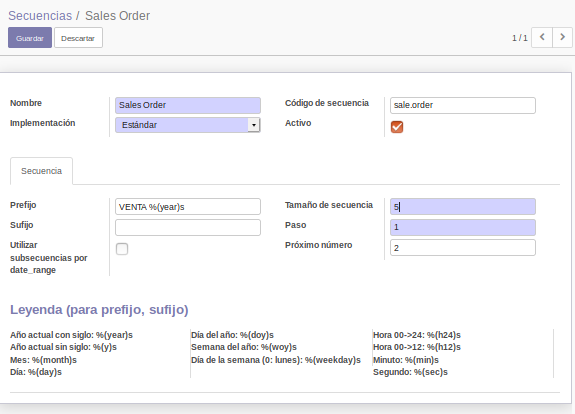 Secuencias / Sales Order
Guardar Descartar 1 / 1
Nombre Sales Order Código de secuencia sale.order
Implementación Estándar Activo
Secuencia
Prefijo VENTA %(year)s Tamaño de secuencia 5
Sufijo Paso 1
Utilizar Próximo número 2
subsecuencias por
date_range
Leyenda (para prefijo, sufijo)
Año actual con siglo: %(year)s Día del año: %(doy)s Hora 00->24: %(h24)s
Año actual sin siglo: %(y)s Semana del año: %(woy)s Hora 00->12: %(h12)s
Mes: %(month)s Día de la semana (0: lunes): %(weekday)s Minuto: %(min)s
Día: %(day)s Segundo: %(sec)s